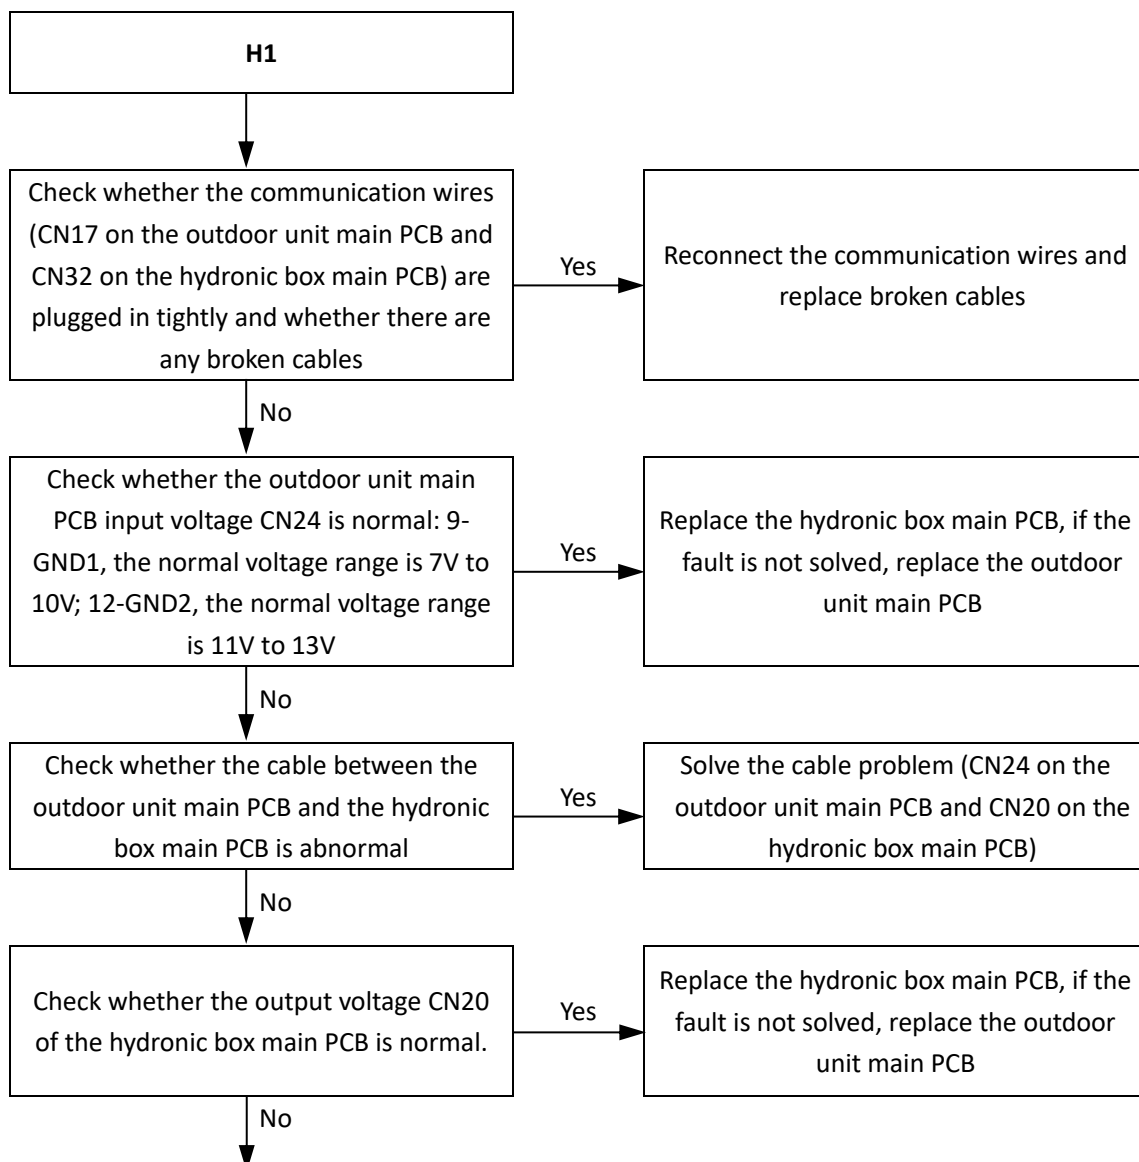 H1
Check whether the communication wires
(CN17 on the outdoor unit main PCB and
CN32 on the hydronic box main PCB) are
plugged in tightly and whether there are
any broken cables
Yes
Reconnect the communication wires and
replace broken cables
No
Check whether the outdoor unit main
PCB input voltage CN24 is normal: 9-
GND1, the normal voltage range is 7V to
10V; 12-GND2, the normal voltage range
is 11V to 13V
Yes
Replace the hydronic box main PCB, if the
fault is not solved, replace the outdoor
unit main PCB
No
Check whether the cable between the
outdoor unit main PCB and the hydronic
box main PCB is abnormal
Yes
Solve the cable problem (CN24 on the
outdoor unit main PCB and CN20 on the
hydronic box main PCB)
No
Check whether the output voltage CN20
of the hydronic box main PCB is normal.
Yes
Replace the hydronic box main PCB, if the
fault is not solved, replace the outdoor
unit main PCB
No